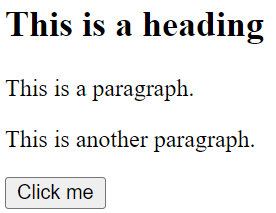 This is a heading
This is a paragraph.
This is another paragraph.
Click me